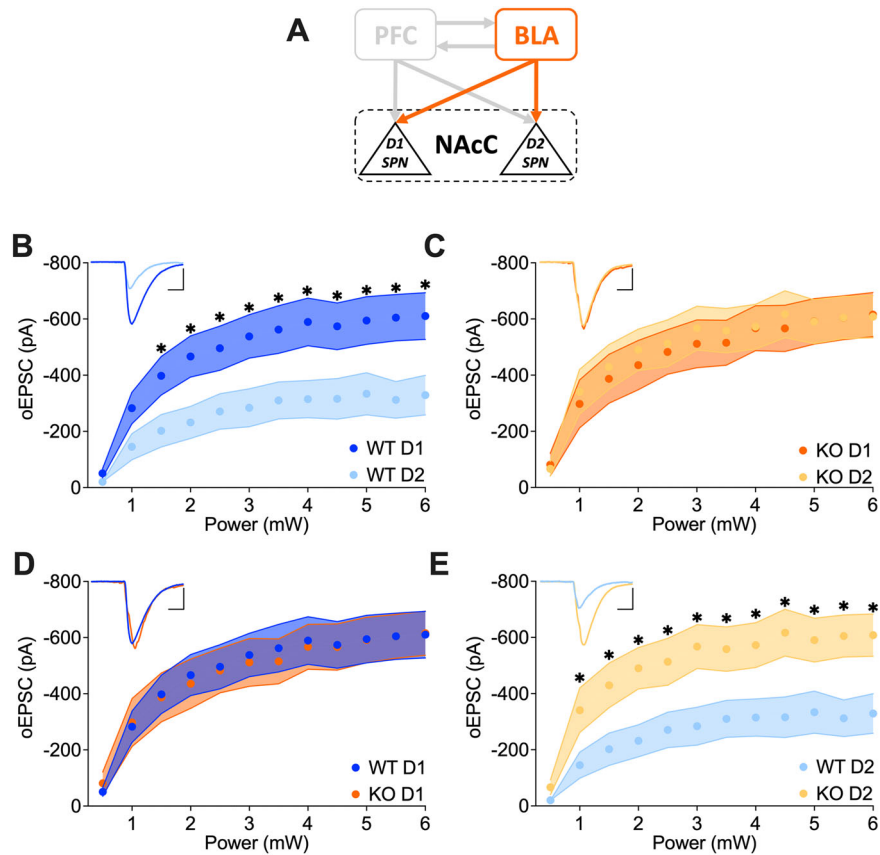 A
PFC
BLA
D1
SPN
NAcC
D2
SPN
B
-800
-600
-400
-200
0
oEPSC (pA)
1 2 3 4 5 6
Power (mW)
* * * * * * * * * *
WT D1
WT D2
C
-800
-600
-400
-200
0
oEPSC (pA)
1 2 3 4 5 6
Power (mW)
KO D1
KO D2
D
-800
-600
-400
-200
0
oEPSC (pA)
1 2 3 4 5 6
Power (mW)
WT D1
KO D1
E
-800
-600
-400
-200
0
oEPSC (pA)
1 2 3 4 5 6
Power (mW)
* * * * * * * * * * *
WT D2
KO D2